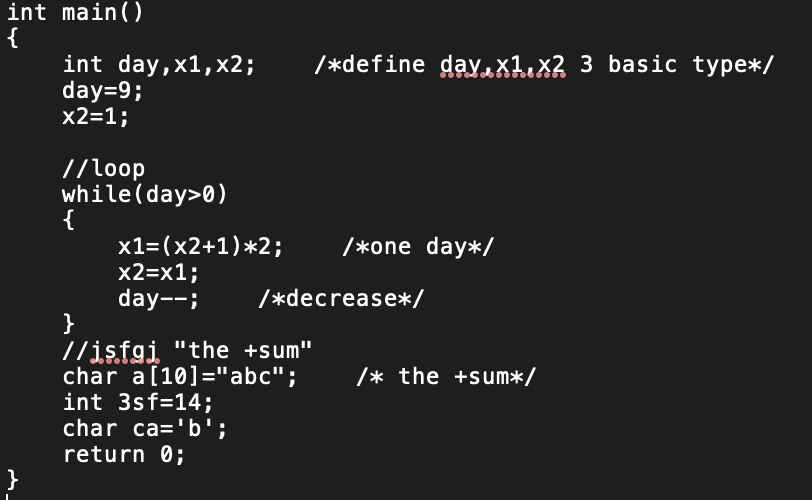 int main()
{
    int day,x1,x2;    /*define day,x1,x2 3 basic type*/
    day=9;
    x2=1;

    //loop
    while(day>0)
    {
        x1=(x2+1)*2;    /*one day*/
        x2=x1;
        day--;    /*decrease*/
    }
    //jsfgj "the +sum"
    char a[10]="abc";    /* the +sum*/
    int 3sf=14;
    char ca='b';
    return 0;
}